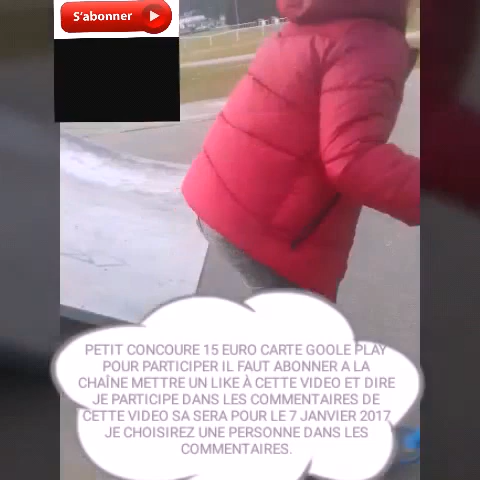 S'abonner
PETIT CONCOURE 15 EURO CARTE GOOLE PLAY
POUR PARTICIPER IL FAUT ABONNER A LA
CHAÎNE METTRE UN LIKE À CETTE VIDEO ET DIRE
JE PARTICIPE DANS LES COMMENTAIRES DE
CETTE VIDEO SA SERA POUR LE 7 JANVIER 2017
JE CHOISIREZ UNE PERSONNE DANS LES
COMMENTAIRES.